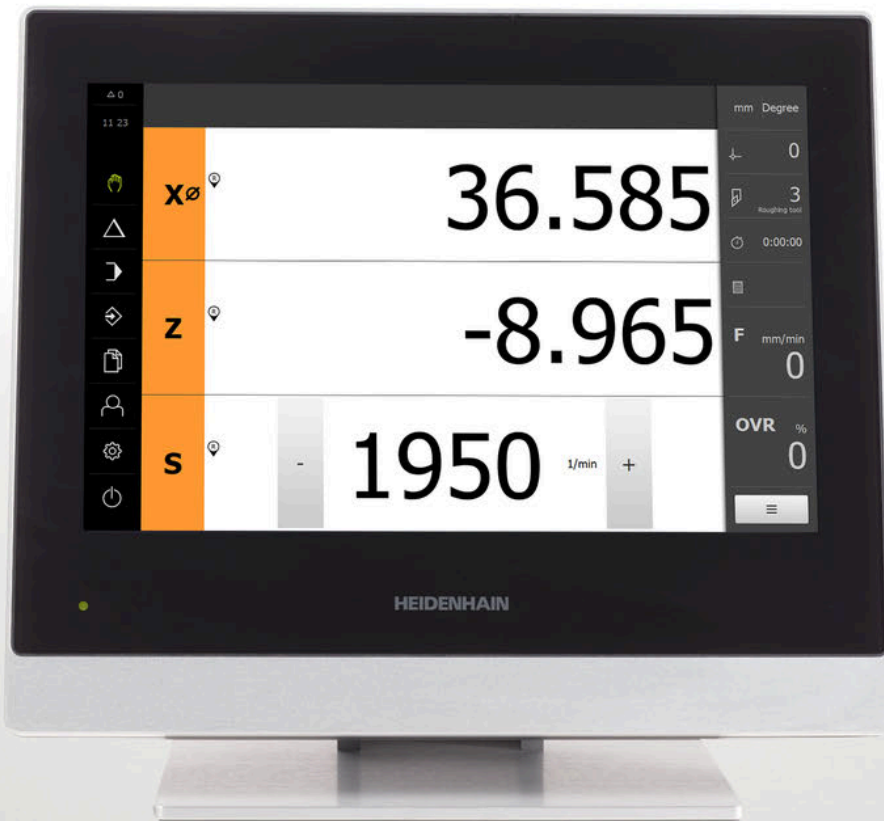 △ 0
11 23
X⌀ R 36.585
Z R -8.965
S R - 1950 1/min +
mm Degree
0
3
Roughing tool
0:00:00
F mm/min
0
OVR %
0
HEIDENHAIN